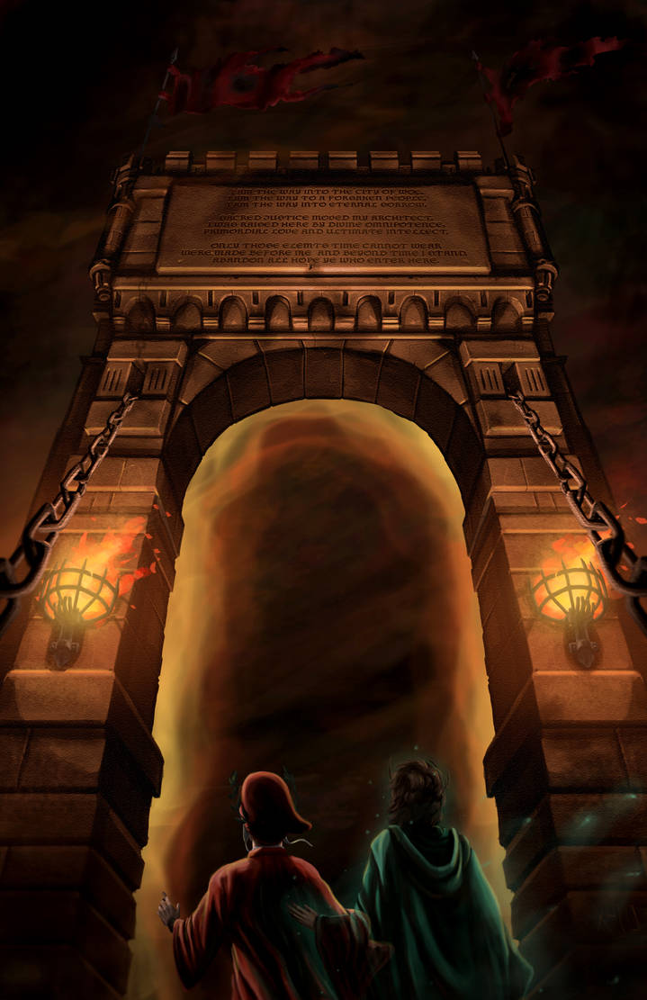 I AM THE WAY INTO THE CITY OF WOE,
I AM THE WAY TO A FORSAKEN PEOPLE,
I AM THE WAY INTO ETERNAL SORROW.
SACRED JUSTICE MOVED MY ARCHITECT.
I WAS RAISED HERE BY DIVINE OMNIPOTENCE,
PRIMORDIAL LOVE AND ULTIMATE INTELLECT.
ONLY THOSE ELEMTS TIME CANNOT WEAR
WERE MADE BEFORE ME AND BEYOND TIME I STAND
ABANDON ALL HOPE YE WHO ENTER HERE.